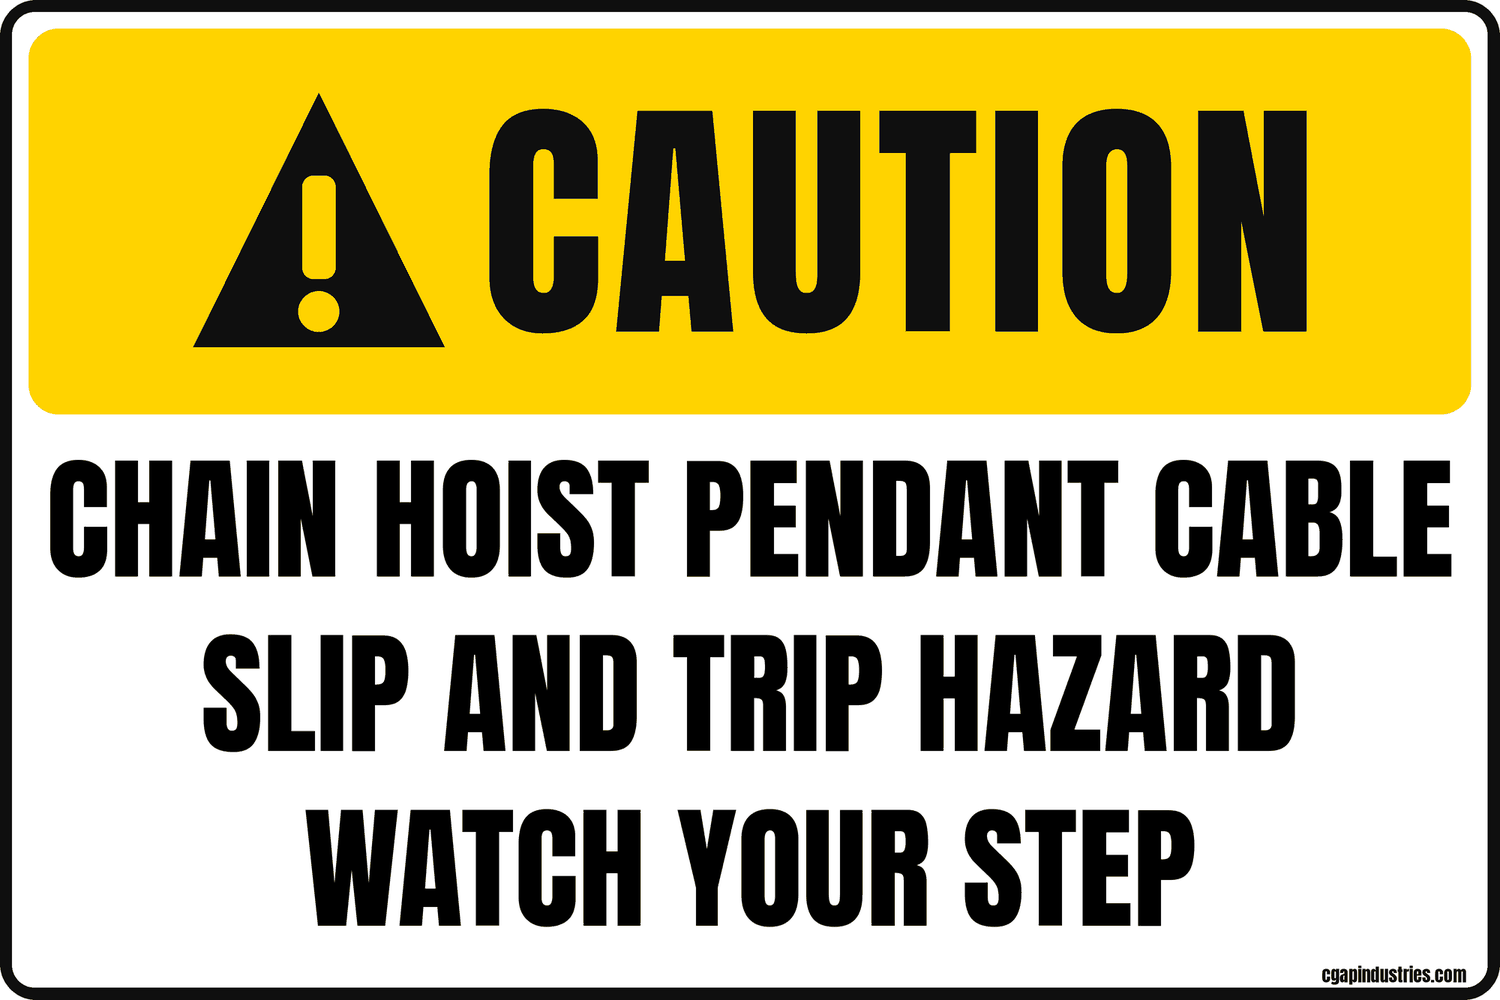 CAUTION
CHAIN HOIST PENDANT CABLE
SLIP AND TRIP HAZARD
WATCH YOUR STEP
cgapindustries.com